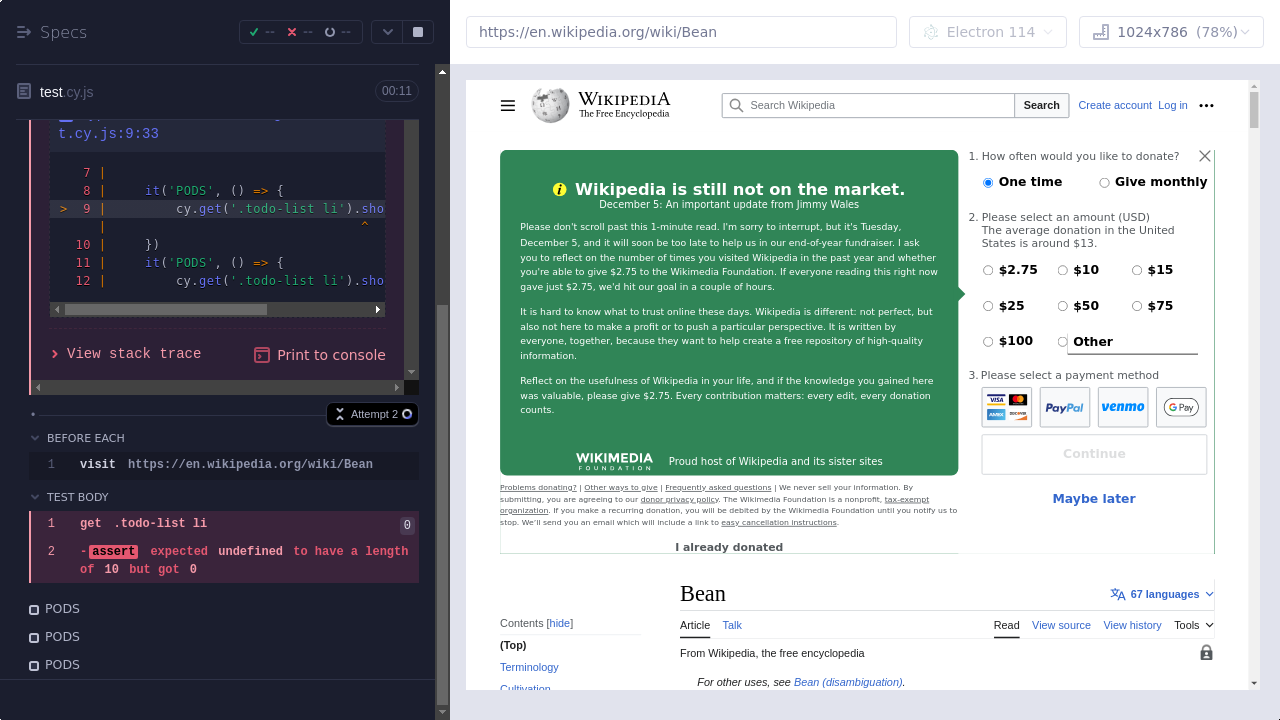 Specs
--
--
--
https://en.wikipedia.org/wiki/Bean
Electron 114
1024x786 (78%)
test.cy.js
00:11
t.cy.js:9:33
7 |
8 |     it('PODS', () => {
> 9 |         cy.get('.todo-list li').sho
|                                 ^
10 |     })
11 |     it('PODS', () => {
12 |         cy.get('.todo-list li').sho
View stack trace
Print to console
Attempt 2
BEFORE EACH
1 visit https://en.wikipedia.org/wiki/Bean
TEST BODY
1 get .todo-list li 0
2 -assert expected undefined to have a length
of 10 but got 0
PODS
PODS
PODS
WIKIPEDIA
The Free Encyclopedia
Search Wikipedia
Search
Create account Log in
Wikipedia is still not on the market.
December 5: An important update from Jimmy Wales
Please don't scroll past this 1-minute read. I'm sorry to interrupt, but it's Tuesday,
December 5, and it will soon be too late to help us in our end-of-year fundraiser. I ask
you to reflect on the number of times you visited Wikipedia in the past year and whether
you're able to give $2.75 to the Wikimedia Foundation. If everyone reading this right now
gave just $2.75, we'd hit our goal in a couple of hours.
It is hard to know what to trust online these days. Wikipedia is different: not perfect, but
also not here to make a profit or to push a particular perspective. It is written by
everyone, together, because they want to help create a free repository of high-quality
information.
Reflect on the usefulness of Wikipedia in your life, and if the knowledge you gained here
was valuable, please give $2.75. Every contribution matters: every edit, every donation
counts.
WIKIMEDIA
FOUNDATION
Proud host of Wikipedia and its sister sites
Problems donating? | Other ways to give | Frequently asked questions | We never sell your information. By
submitting, you are agreeing to our donor privacy policy. The Wikimedia Foundation is a nonprofit, tax-exempt
organization. If you make a recurring donation, you will be debited by the Wikimedia Foundation until you notify us to
stop. We'll send you an email which will include a link to easy cancellation instructions.
I already donated
1. How often would you like to donate?
One time
Give monthly
2. Please select an amount (USD)
The average donation in the United
States is around $13.
$2.75 $10 $15
$25 $50 $75
$100 Other
3. Please select a payment method
VISA
AMEX DISCOVER
PayPal
venmo
G Pay
Continue
Maybe later
Bean
67 languages
Contents [hide]
(Top)
Terminology
Cultivation
Article Talk
Read View source View history Tools
From Wikipedia, the free encyclopedia
For other uses, see Bean (disambiguation).